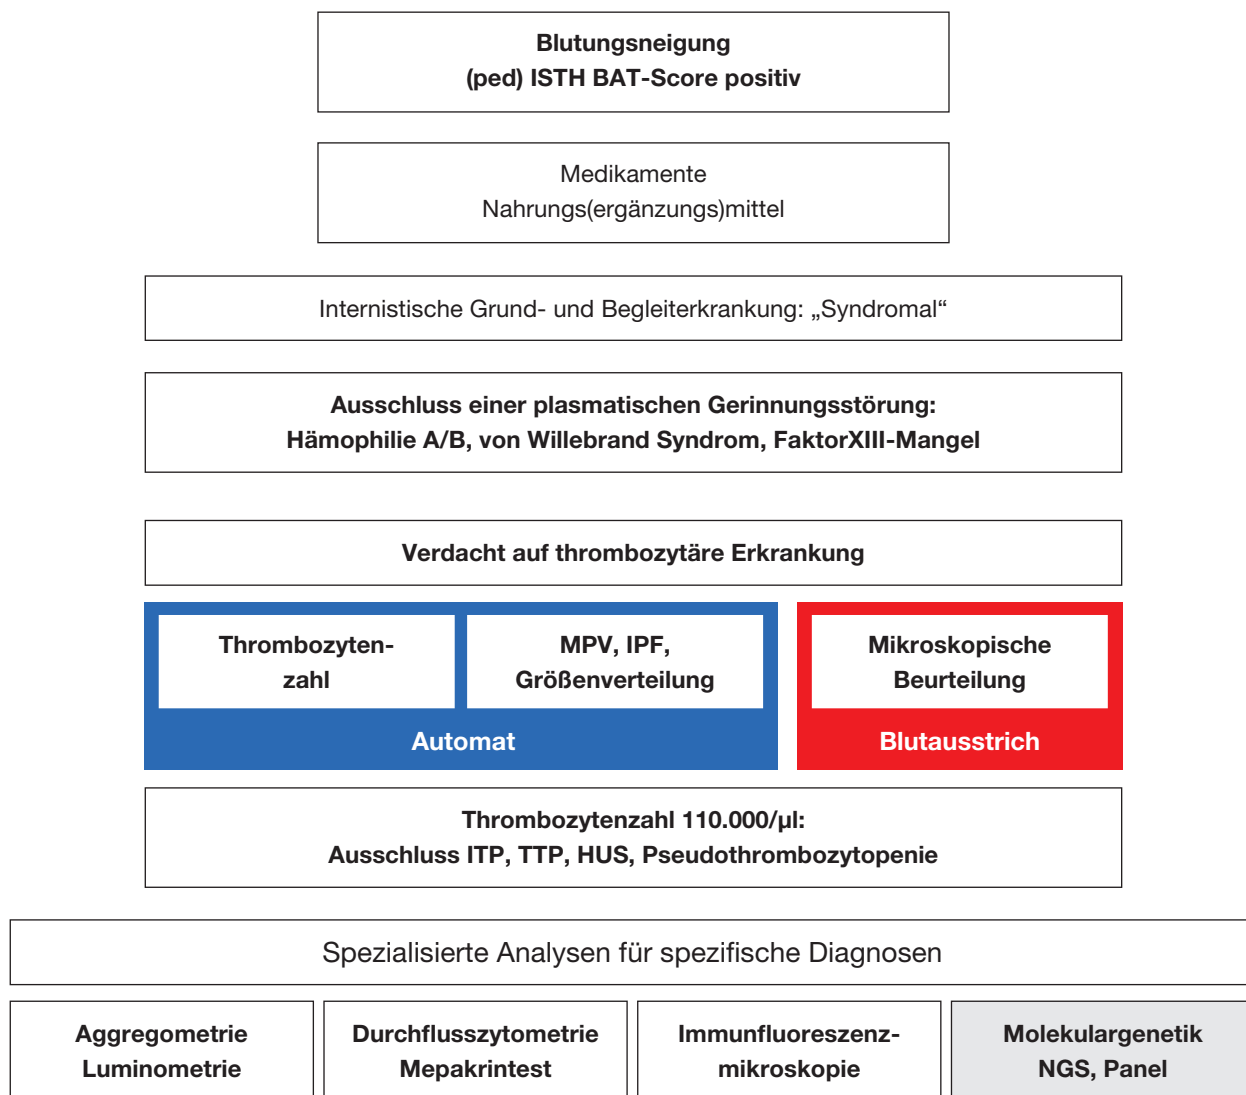 Blutungsneigung
(ped) ISTH BAT-Score positiv
Medikamente
Nahrungs(ergänzungs)mittel
Internistische Grund- und Begleiterkrankung: „Syndromal“
Ausschluss einer plasmatischen Gerinnungsstörung:
Hämophilie A/B, von Willebrand Syndrom, FaktorXIII-Mangel
Verdacht auf thrombozytäre Erkrankung
Thrombozyten-
zahl
MPV, IPF,
Größenverteilung
Automat
Mikroskopische
Beurteilung
Blutausstrich
Thrombozytenzahl 110.000/µl:
Ausschluss ITP, TTP, HUS, Pseudothrombozytopenie
Spezialisierte Analysen für spezifische Diagnosen
Aggregometrie
Luminometrie
Durchflusszytometrie
Mepakrintest
Immunfluoreszenz-
mikroskopie
Molekulargenetik
NGS, Panel